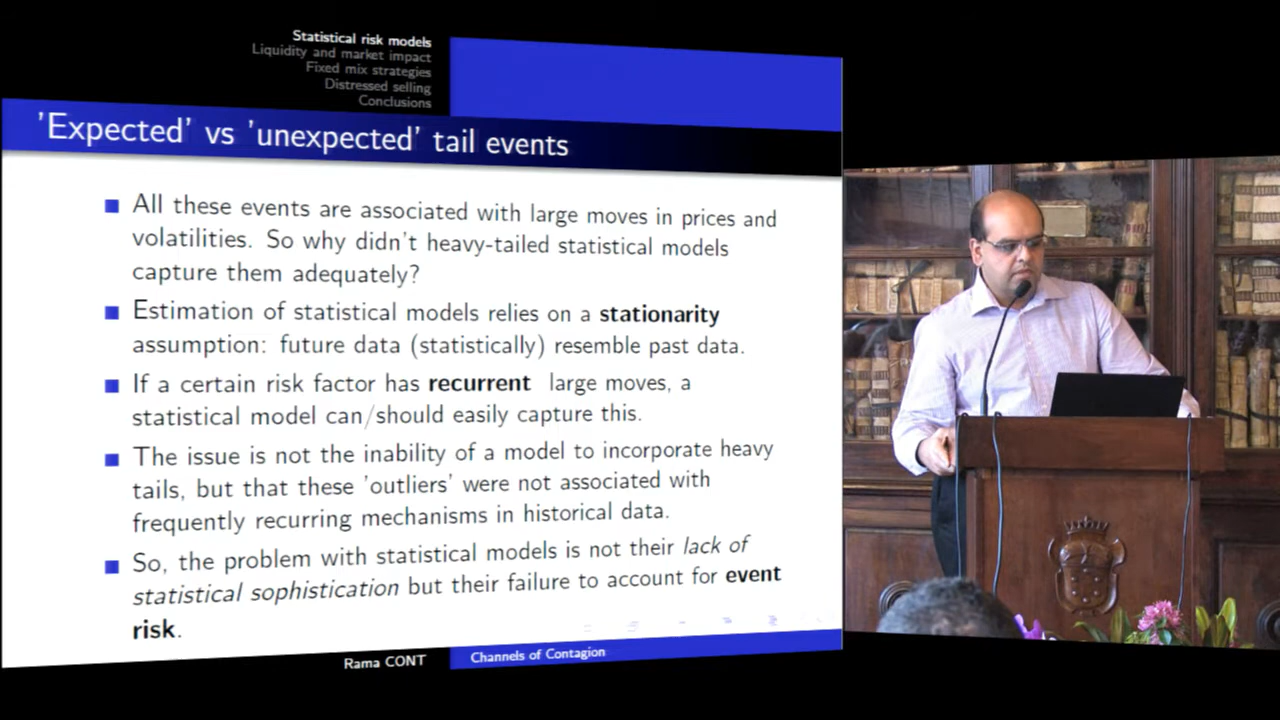 Statistical risk models
Liquidity and market impact
Fixed mix strategies
Distressed selling
Conclusions
'Expected' vs 'unexpected' tail events
All these events are associated with large moves in prices and
volatilities. So why didn't heavy-tailed statistical models
capture them adequately?
Estimation of statistical models relies on a stationarity
assumption: future data (statistically) resemble past data.
If a certain risk factor has recurrent large moves, a
statistical model can/should easily capture this.
The issue is not the inability of a model to incorporate heavy
tails, but that these 'outliers' were not associated with
frequently recurring mechanisms in historical data.
So, the problem with statistical models is not their lack of
statistical sophistication but their failure to account for event
risk.
Rama CONT
Channels of Contagion